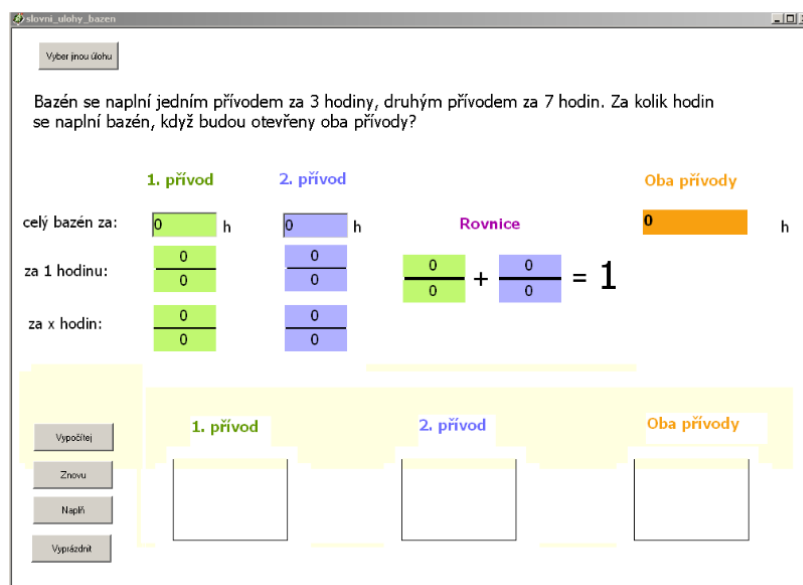 slovni_ulohy_bazen
Vyber jinou úlohu
Bazén se naplní jedním přívodem za 3 hodiny, druhým přívodem za 7 hodin. Za kolik hodin
se naplní bazén, když budou otevřeny oba přívody?
1. přívod 2. přívod Oba přívody
celý bazén za: 0 h 0 h Rovnice 0 h
za 1 hodinu: 0 0 0 0
0 + 0 = 1
0 0 0 0
za x hodin: 0 0
0 0
1. přívod 2. přívod Oba přívody
Vypočítej
Znovu
Naplň
Vyprázdnit